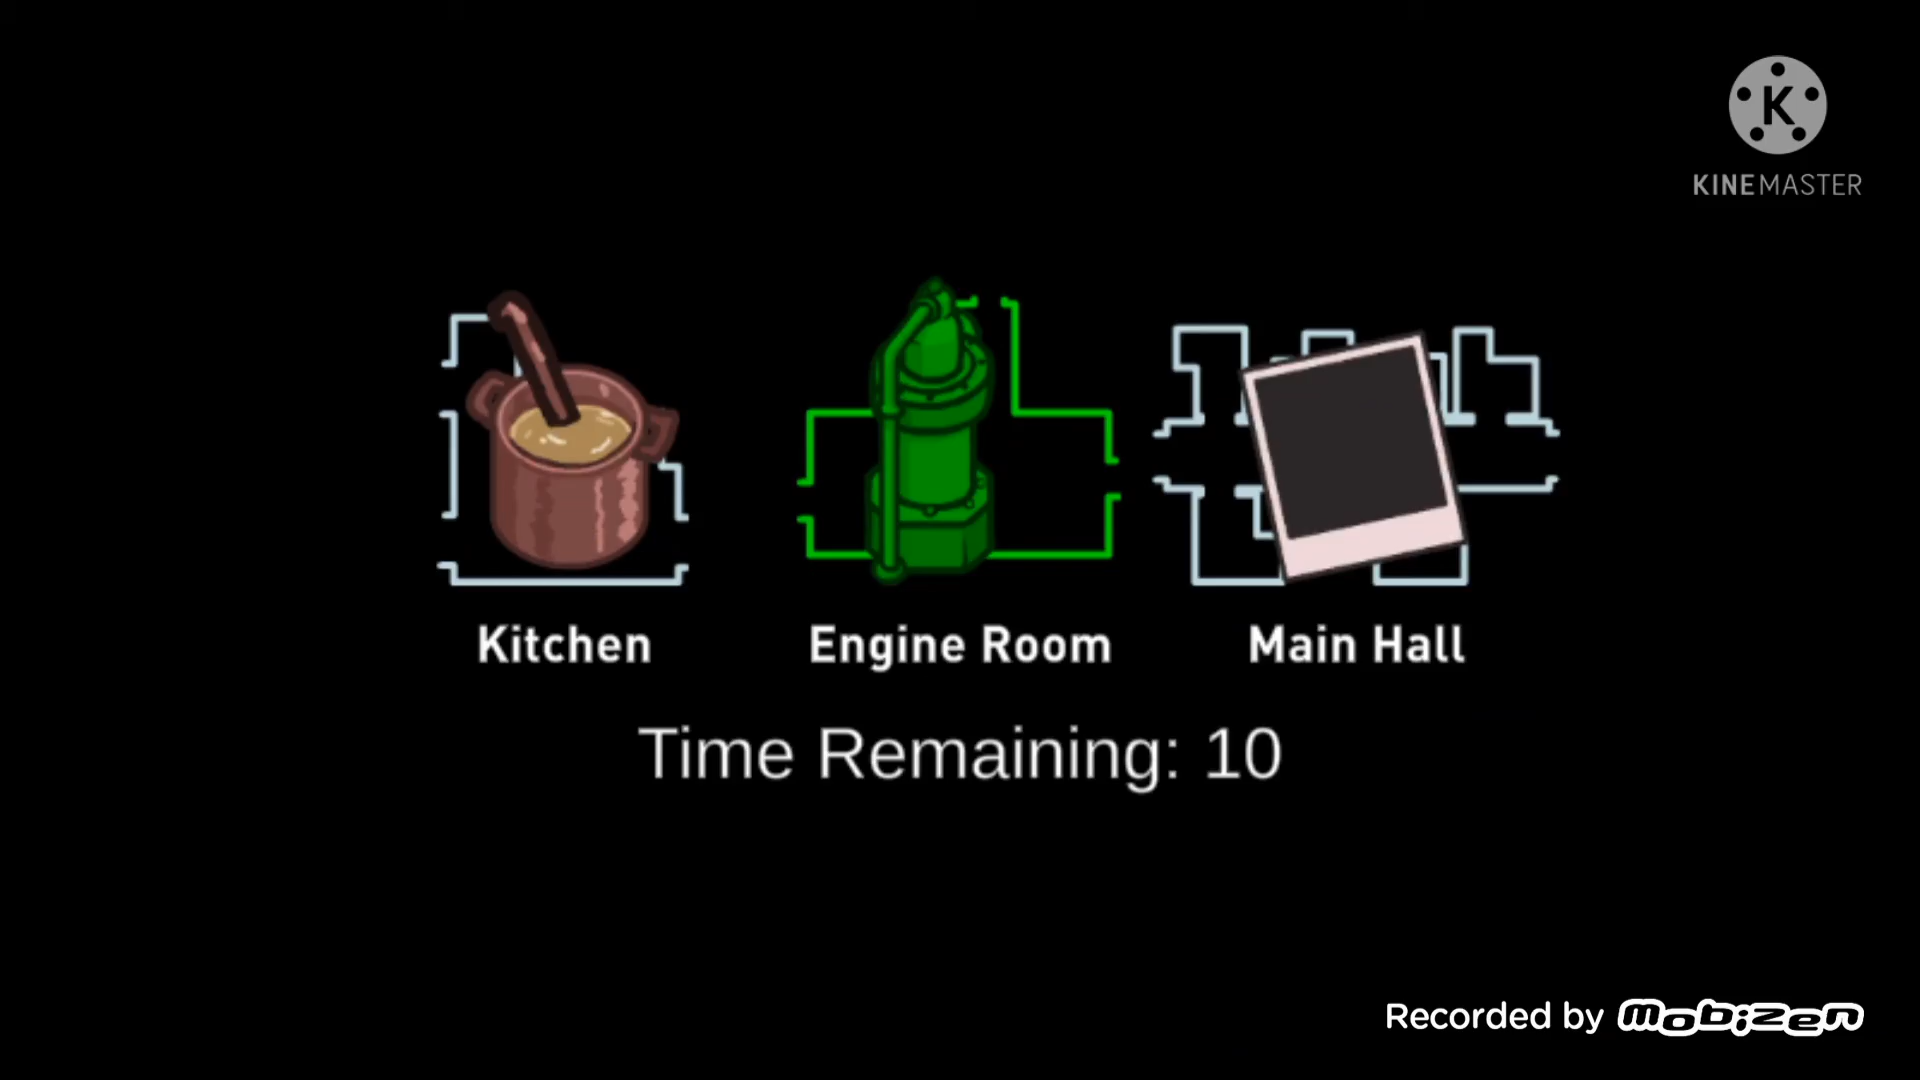 K
KINEMASTER
Kitchen
Engine Room
Main Hall
Time Remaining: 10
Recorded by mobizen